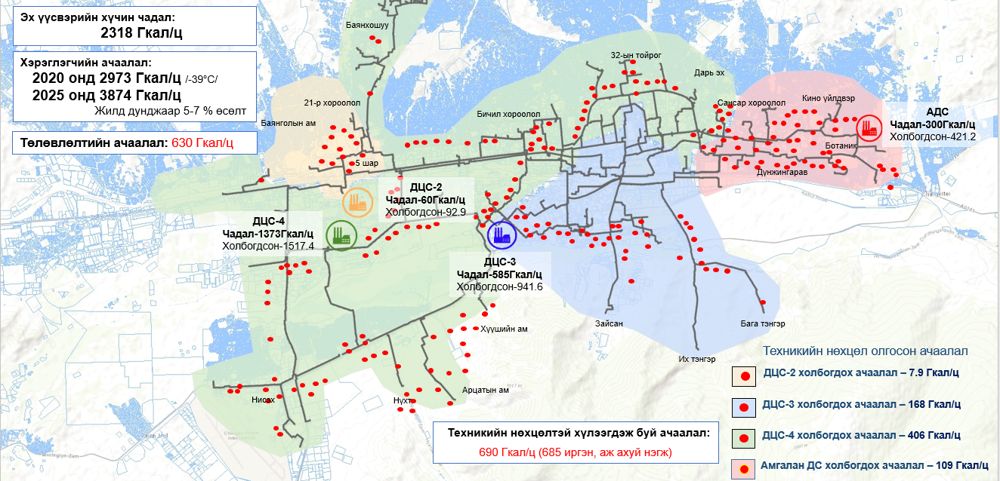 Эх үүсвэрийн хүчин чадал:
2318 Гкал/ц
Хэрэглэгчийн ачаалал:
2020 онд 2973 Гкал/ц /-39°C/
2025 онд 3874 Гкал/ц
Жилд дунджаар 5-7 % өсөлт
Төлөвлөлтийн ачаалал: 630 Гкал/ц
Баянхошуу
32-ын тойрог
Дарь эх
21-р хороолол
Баянголын ам
Бичил хороолол
Сансар хороолол
Кино үйлдвэр
АДС
Чадал-300Гкал/ц
Холбогдсон-421.2
Ботаник
5 шар
Дүнжингарав
ДЦС-2
Чадал-60Гкал/ц
Холбогдсон-92.9
ДЦС-4
Чадал-1373Гкал/ц
Холбогдсон-1517.4
ДЦС-3
Чадал-585Гкал/ц
Холбогдсон-941.6
Хүүшийн ам
Зайсан
Бага тэнгэр
Их тэнгэр
Нисэх
Нүхт
Арцатын ам
Техникийн нөхцөл олгосон ачаалал
ДЦС-2 холбогдох ачаалал – 7.9 Гкал/ц
ДЦС-3 холбогдох ачаалал – 168 Гкал/ц
ДЦС-4 холбогдох ачаалал – 406 Гкал/ц
Амгалан ДС холбогдох ачаалал – 109 Гкал/ц
Техникийн нөхцөлтэй хүлээгдэж буй ачаалал:
690 Гкал/ц (685 иргэн, аж ахуй нэгж)